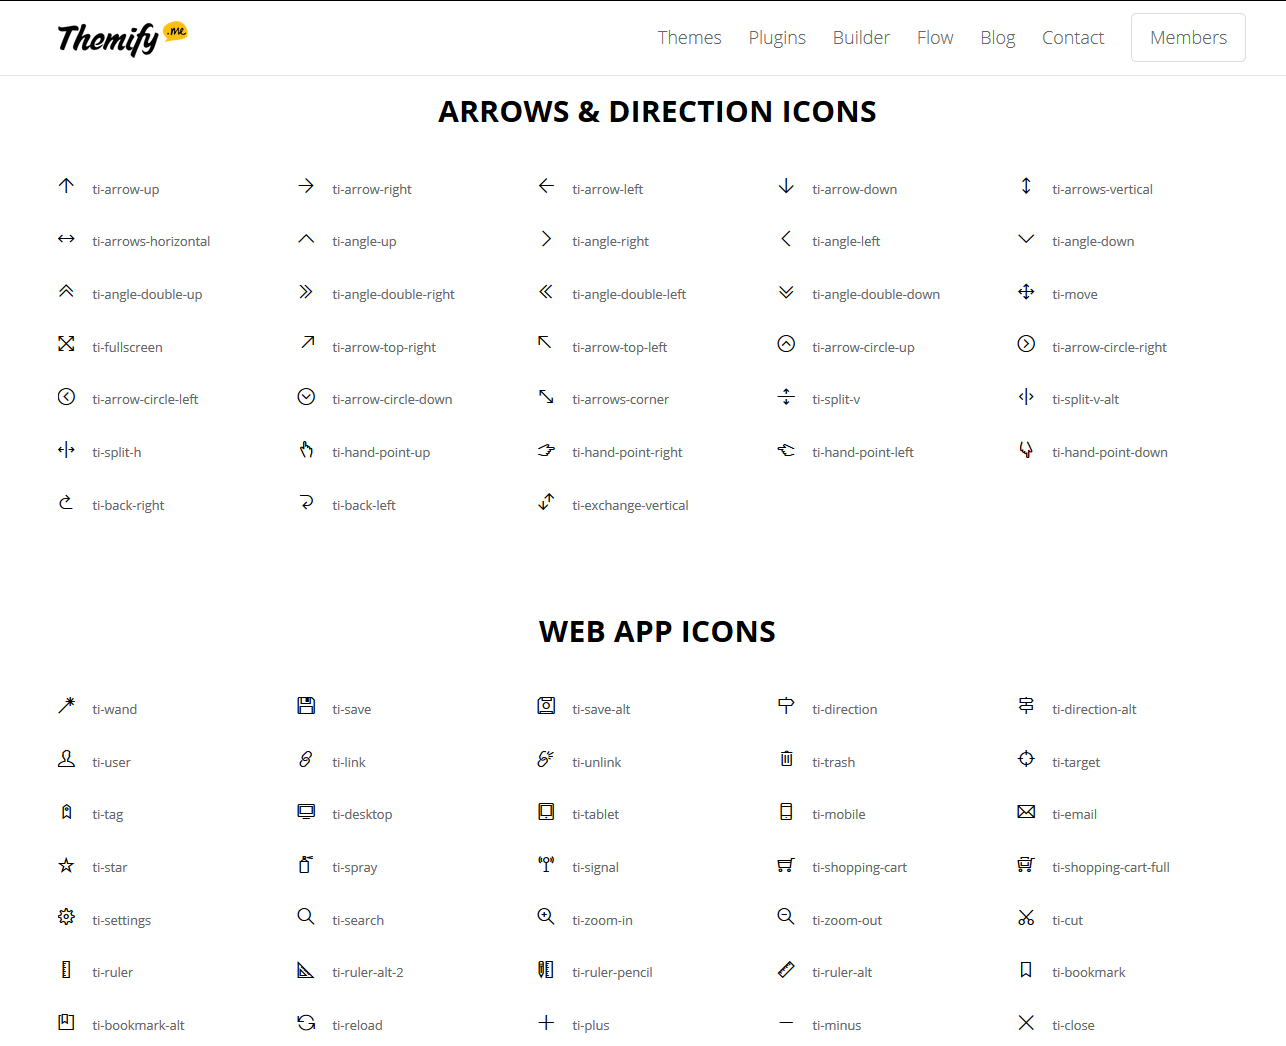 Themify .me
Themes Plugins Builder Flow Blog Contact Members
ARROWS & DIRECTION ICONS
ti-arrow-up ti-arrow-right ti-arrow-left ti-arrow-down ti-arrows-vertical
ti-arrows-horizontal ti-angle-up ti-angle-right ti-angle-left ti-angle-down
ti-angle-double-up ti-angle-double-right ti-angle-double-left ti-angle-double-down ti-move
ti-fullscreen ti-arrow-top-right ti-arrow-top-left ti-arrow-circle-up ti-arrow-circle-right
ti-arrow-circle-left ti-arrow-circle-down ti-arrows-corner ti-split-v ti-split-v-alt
ti-split-h ti-hand-point-up ti-hand-point-right ti-hand-point-left ti-hand-point-down
ti-back-right ti-back-left ti-exchange-vertical
WEB APP ICONS
ti-wand ti-save ti-save-alt ti-direction ti-direction-alt
ti-user ti-link ti-unlink ti-trash ti-target
ti-tag ti-desktop ti-tablet ti-mobile ti-email
ti-star ti-spray ti-signal ti-shopping-cart ti-shopping-cart-full
ti-settings ti-search ti-zoom-in ti-zoom-out ti-cut
ti-ruler ti-ruler-alt-2 ti-ruler-pencil ti-ruler-alt ti-bookmark
ti-bookmark-alt ti-reload ti-plus ti-minus ti-close